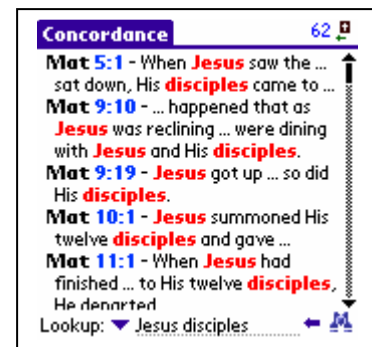 Concordance 62
Mat 5:1 - When Jesus saw the ...
sat down, His disciples came to ...
Mat 9:10 - ... happened that as
Jesus was reclining ... were dining
with Jesus and His disciples.
Mat 9:19 - Jesus got up ... so did
His disciples.
Mat 10:1 - Jesus summoned His
twelve disciples and gave ...
Mat 11:1 - When Jesus had
finished ... to His twelve disciples,
He departed
Lookup: Jesus disciples